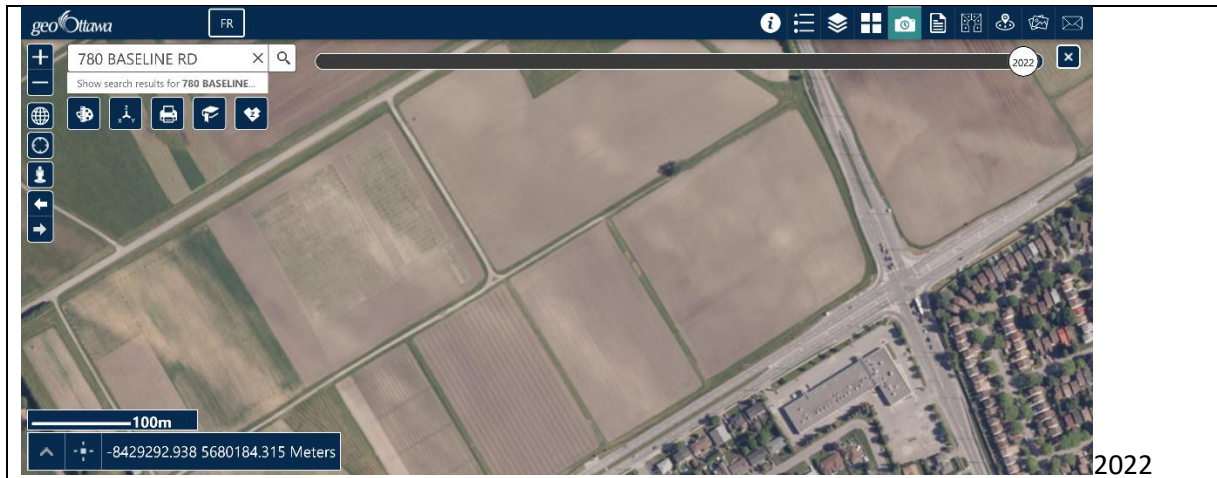 geoOttawa
FR
780 BASELINE RD
Show search results for 780 BASELINE...
2022
100m
-8429292.938 5680184.315 Meters
2022